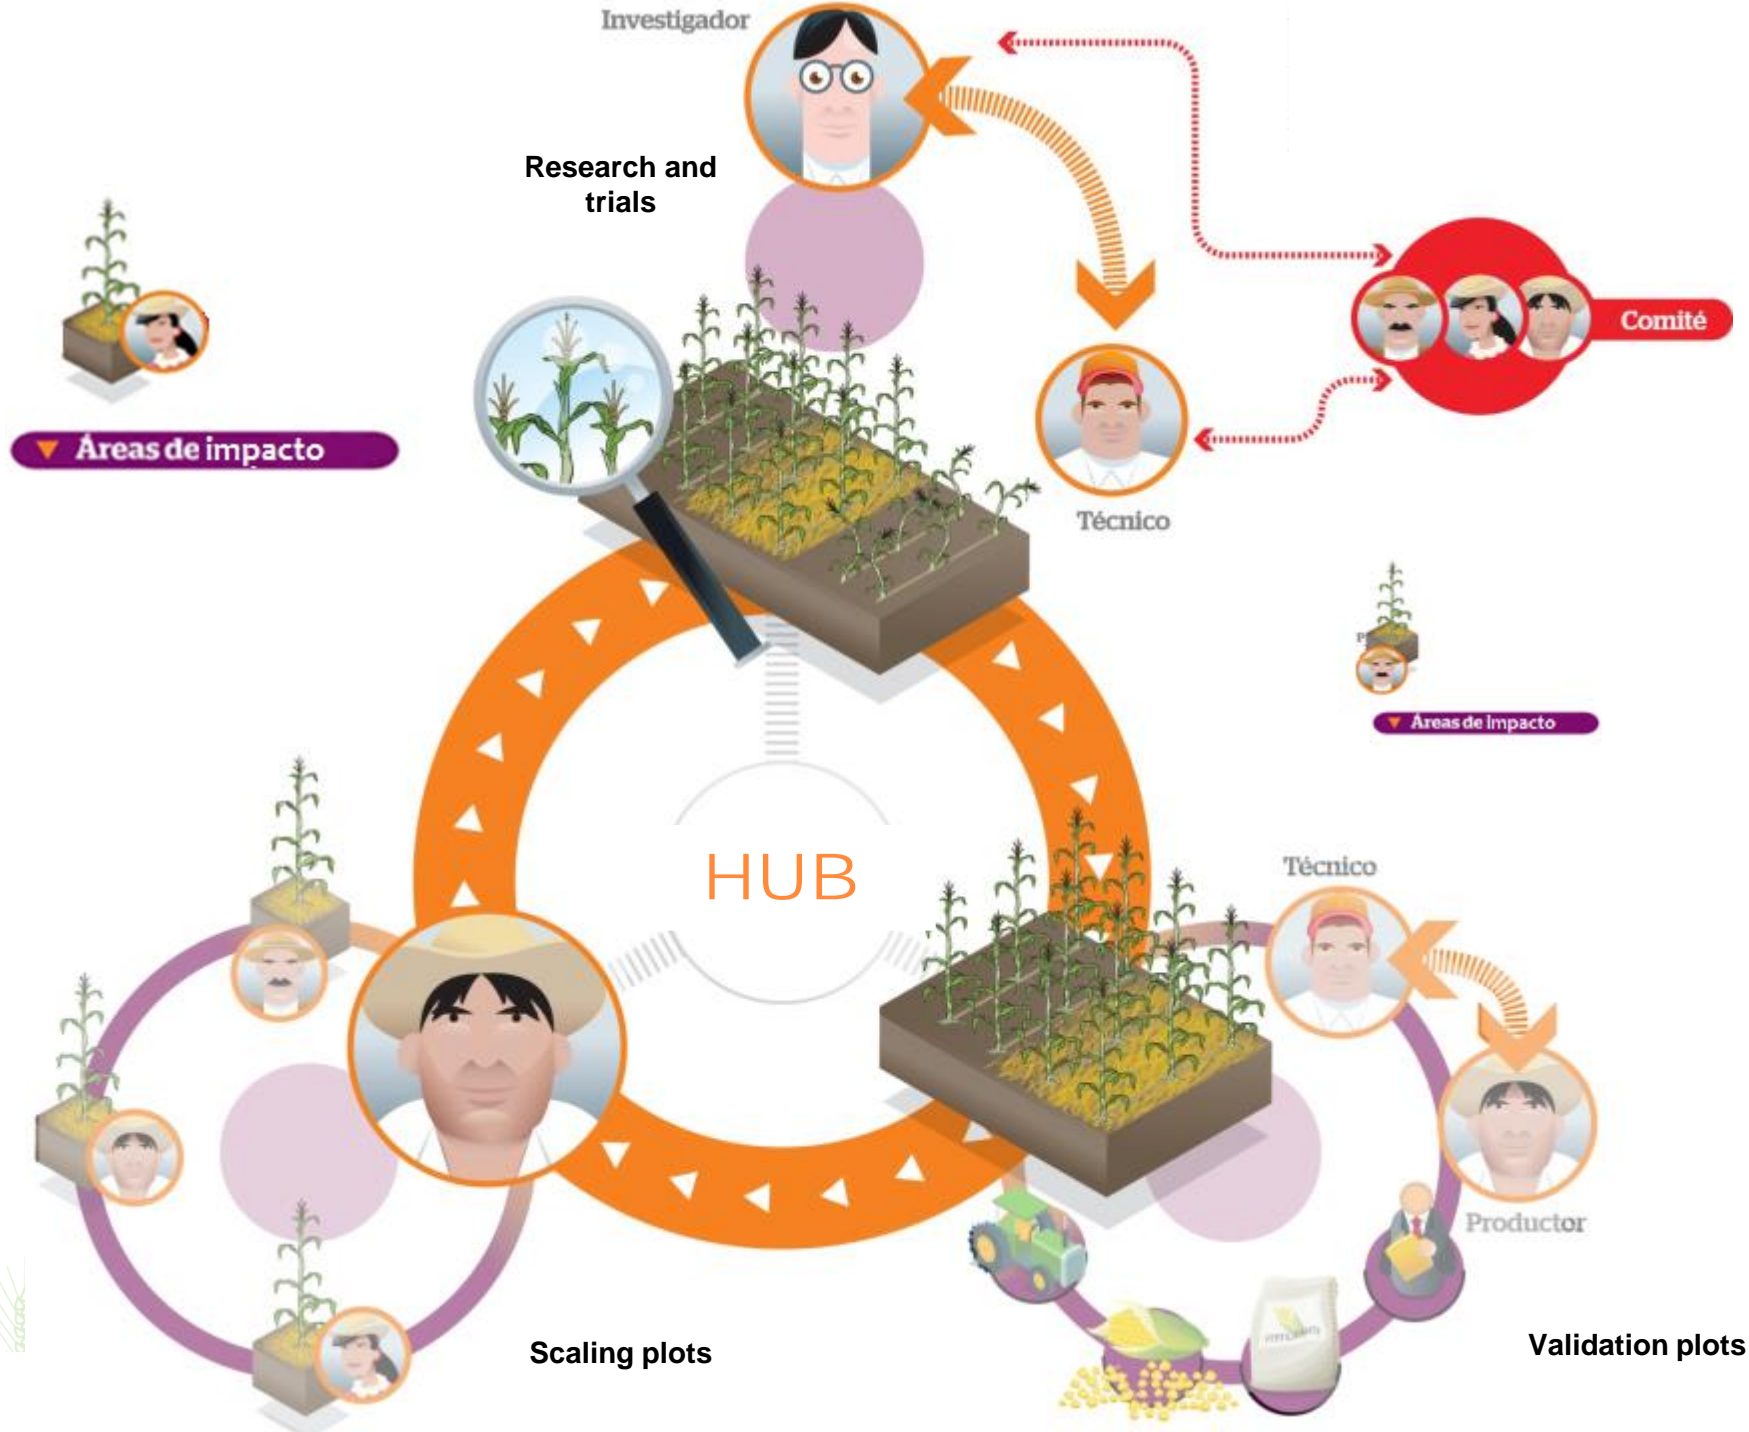 Investigador
Research and
trials
Comité
Áreas de impacto
Técnico
P
Áreas de Impacto
HUB
Técnico
Productor
Scaling plots
Validation plots